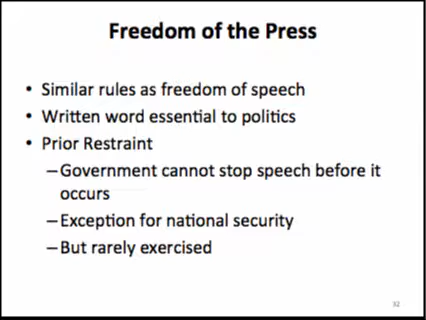 Freedom of the Press
• Similar rules as freedom of speech
• Written word essential to politics
• Prior Restraint
–Government cannot stop speech before it
occurs
–Exception for national security
–But rarely exercised
32